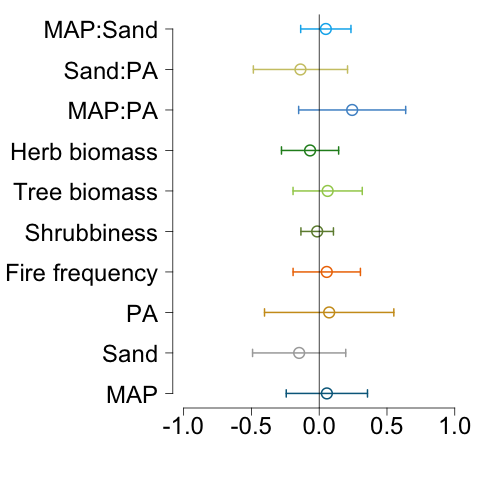 MAP:Sand
Sand:PA
MAP:PA
Herb biomass
Tree biomass
Shrubbiness
Fire frequency
PA
Sand
MAP
-1.0 -0.5 0.0 0.5 1.0